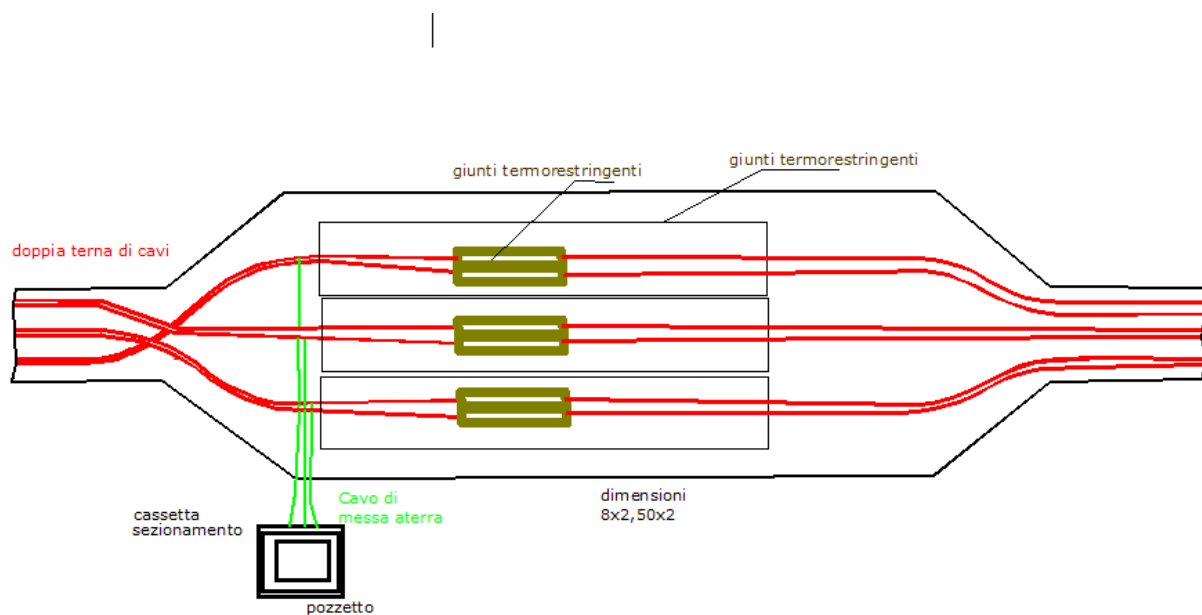 giunti termorestringenti
giunti termorestringenti
doppia terna di cavi
Cavo di
messa aterra
cassetta
sezionamento
dimensioni
8x2,50x2
pozzetto